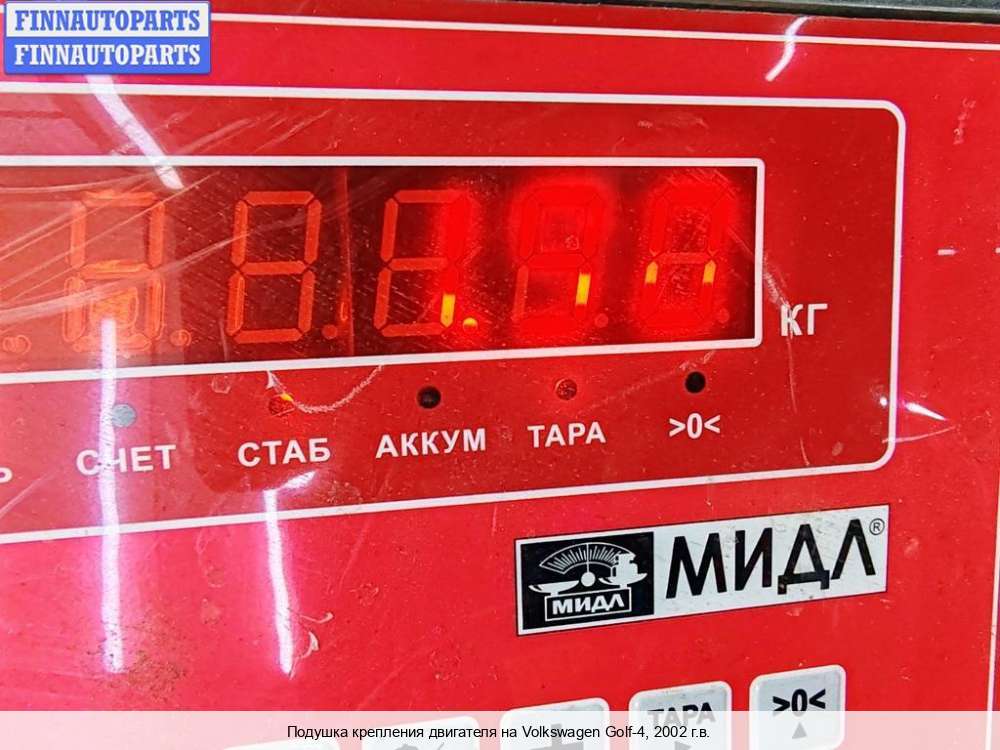 FINNAUTOPARTS
FINNAUTOPARTS
КГ
СЧЕТ
СТАБ
АККУМ
ТАРА
>0<
МИДЛ®
МИДЛ
ТАРА
>0<
Подушка крепления двигателя на Volkswagen Golf-4, 2002 г.в.